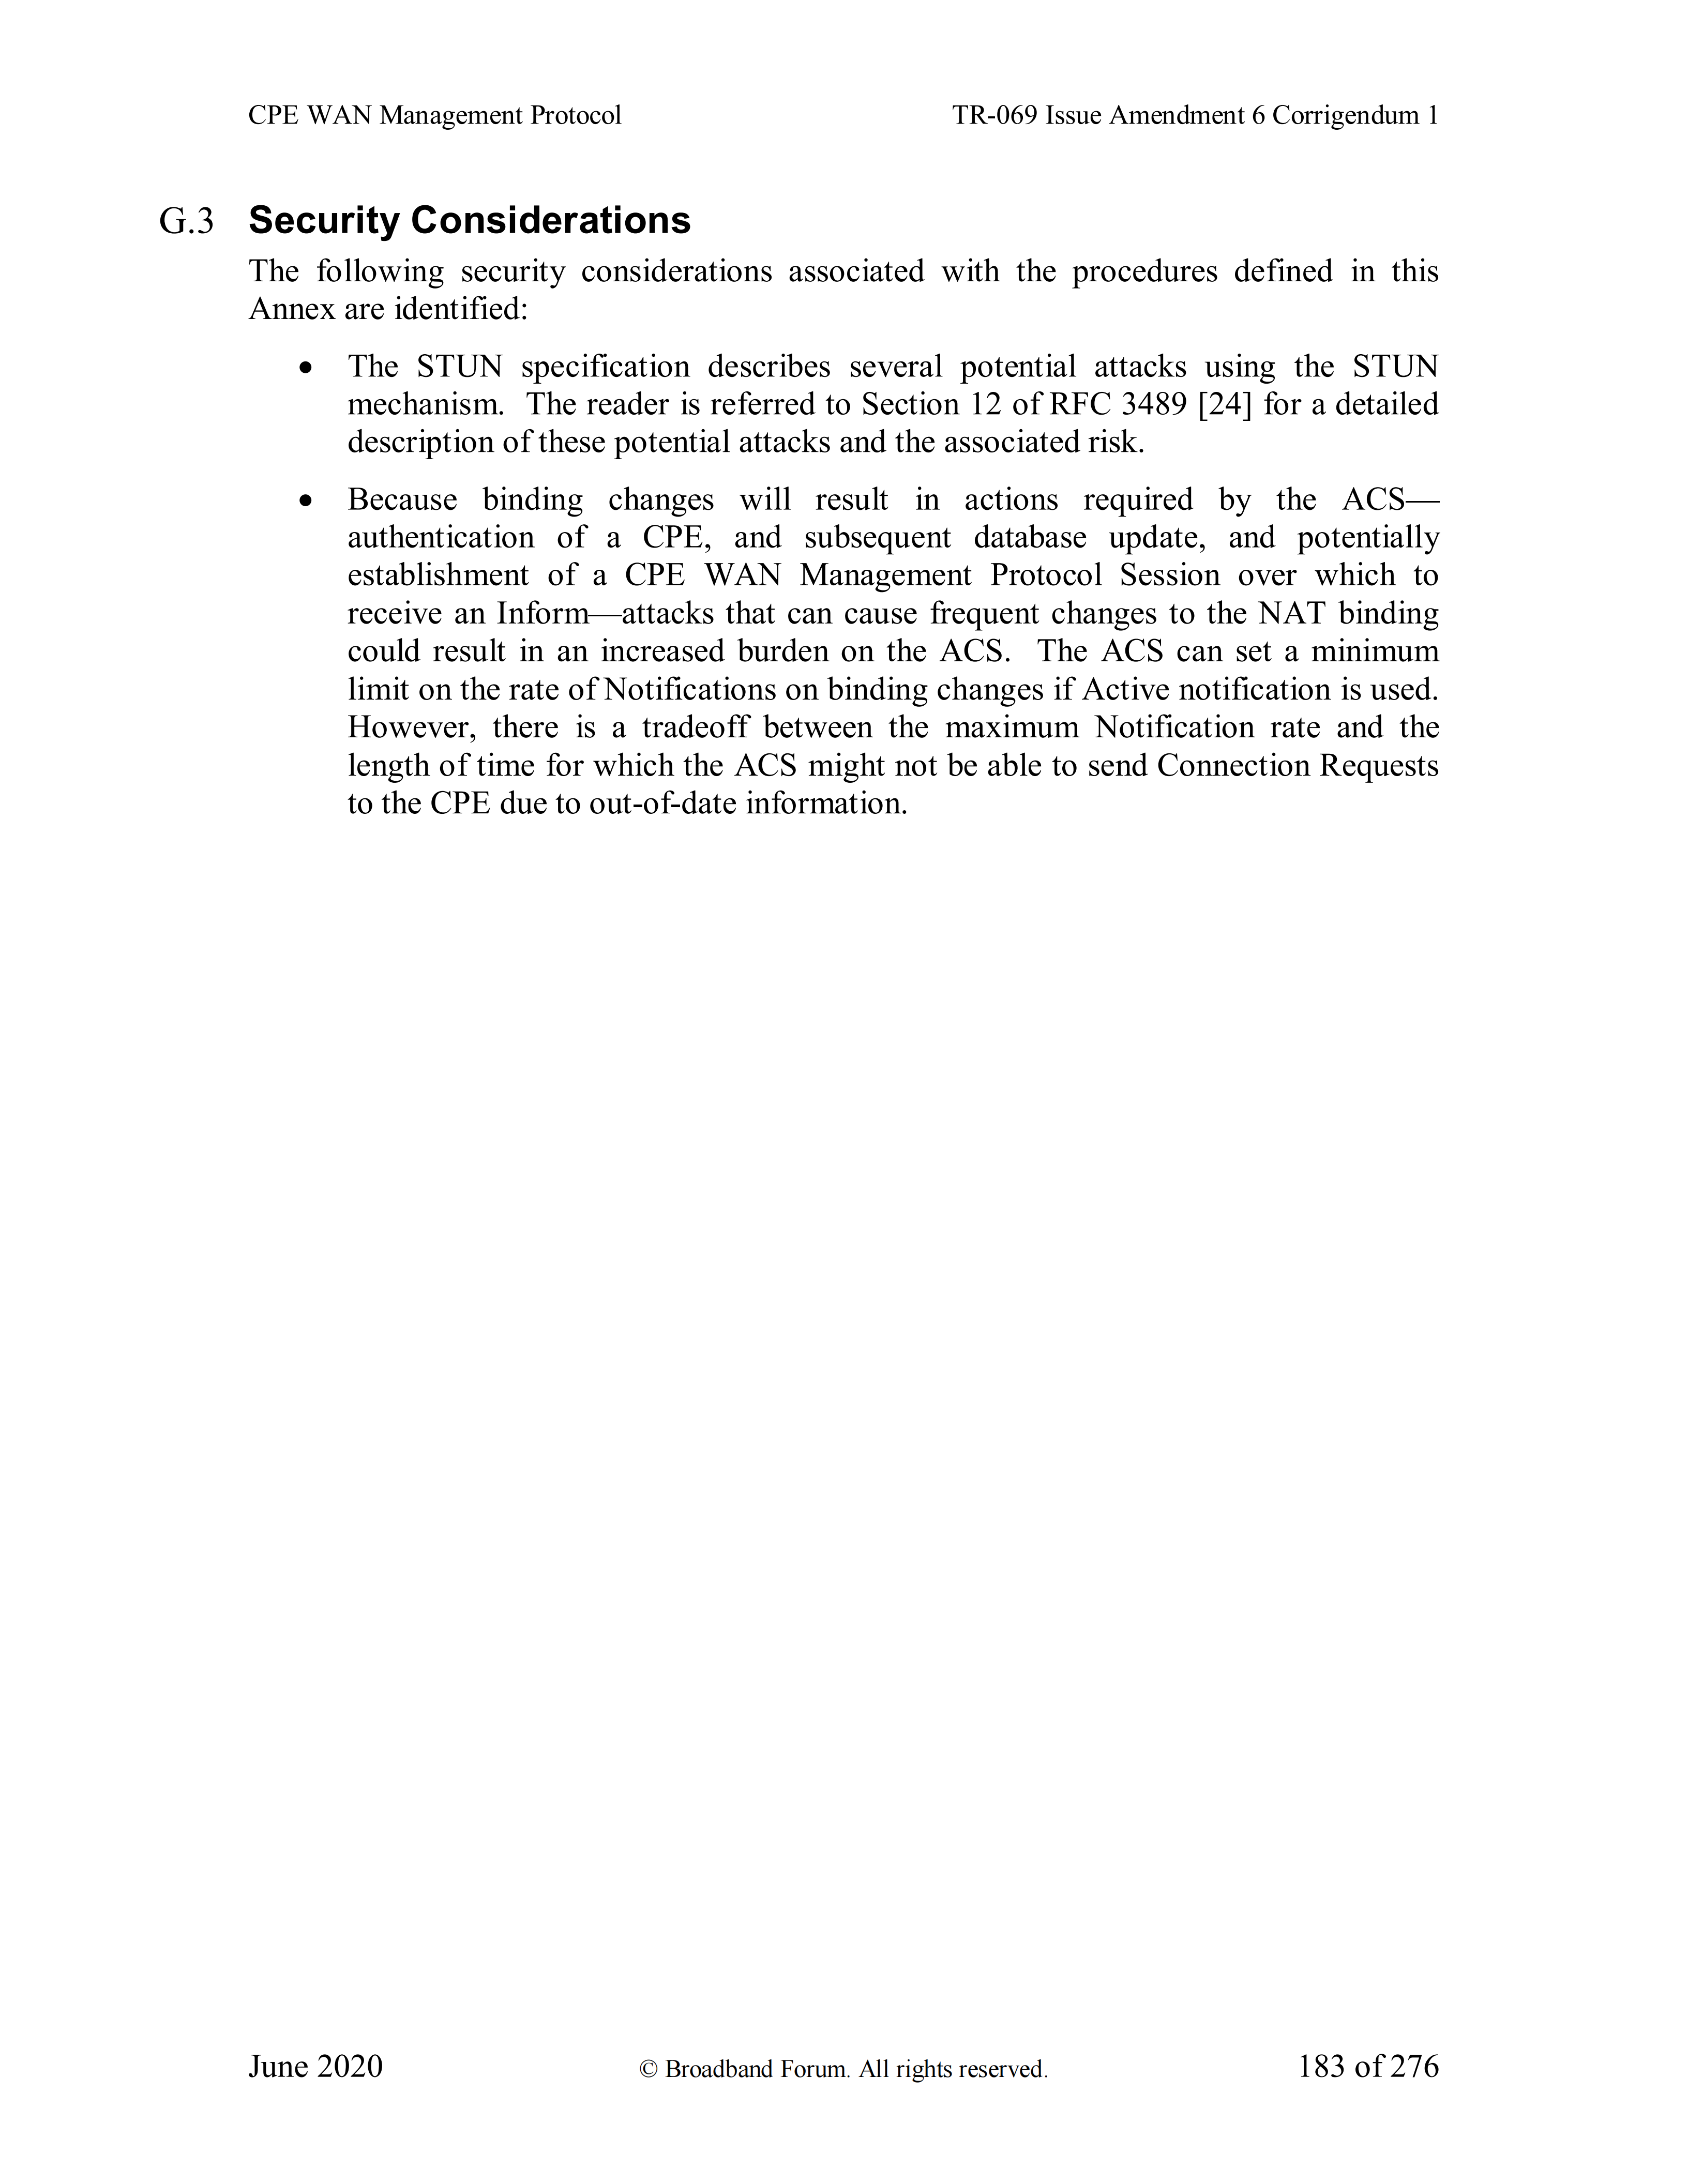 CPE WAN Management Protocol TR-069 Issue Amendment 6 Corrigendum 1
G.3 Security Considerations
The following security considerations associated with the procedures defined in this
Annex are identified:
• The STUN specification describes several potential attacks using the STUN
mechanism.  The reader is referred to Section 12 of RFC 3489 [24] for a detailed
description of these potential attacks and the associated risk.
• Because binding changes will result in actions required by the ACS—
authentication of a CPE, and subsequent database update, and potentially
establishment of a CPE WAN Management Protocol Session over which to
receive an Inform—attacks that can cause frequent changes to the NAT binding
could result in an increased burden on the ACS.  The ACS can set a minimum
limit on the rate of Notifications on binding changes if Active notification is used.
However, there is a tradeoff between the maximum Notification rate and the
length of time for which the ACS might not be able to send Connection Requests
to the CPE due to out-of-date information.
June 2020 © Broadband Forum. All rights reserved. 183 of 276